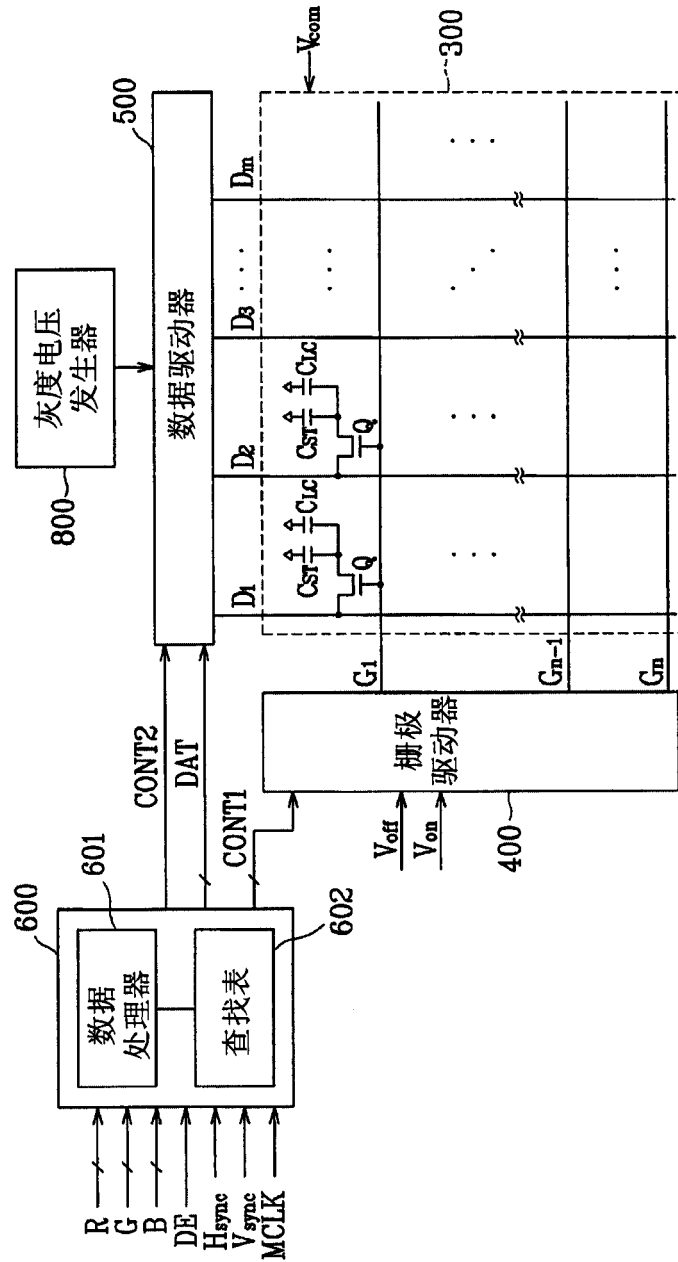 800
灰度电压
发生器
500
数据驱动器
600
601
数据
处理器
查找表
602
R
G
B
DE
Hsync
Vsync
MCLK
CONT2
DAT
CONT1
D1
D2
D3
· · ·
Dm
Vcom
300
CST
CLC
Q
CST
CLC
Q
G1
Gn-1
Gn
栅极
驱动器
400
Voff
Von